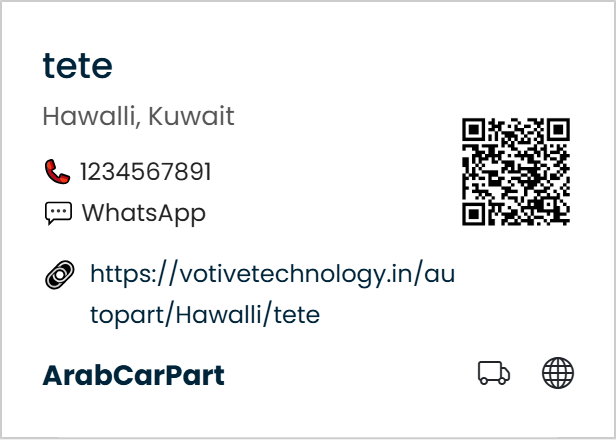 tete
Hawalli, Kuwait
1234567891
WhatsApp
https://votivetechnology.in/au
topart/Hawalli/tete
ArabCarPart